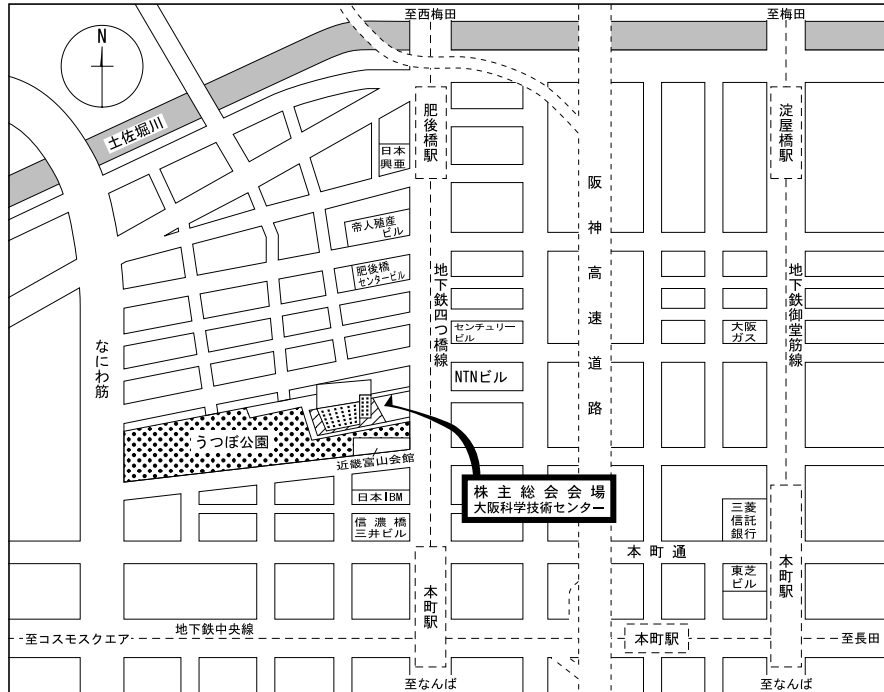 至西梅田
至梅田
N
土佐堀川
肥後橋駅
淀屋橋駅
日本
興亜
阪神高速道路
帝人殖産
ビル
肥後橋
センタービル
地下鉄四つ橋線
地下鉄御堂筋線
センチュリー
ビル
大阪
ガス
なにわ筋
NTNビル
うつぼ公園
近畿富山会館
株主総会会場
大阪科学技術センター
日本IBM
信濃橋
三井ビル
三菱
信託
銀行
本町通
東芝
ビル
本町駅
本町駅
地下鉄中央線
至コスモスクエア
本町駅
至長田
至なんば
至なんば